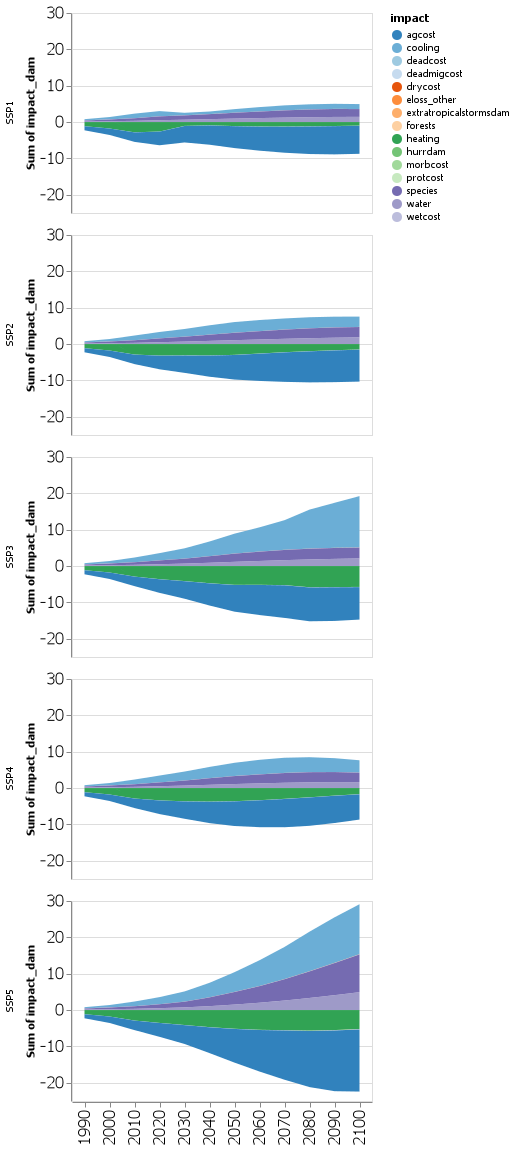 impact
agcost
cooling
deadcost
deadmigcost
drycost
eloss_other
extratropicalstormsdam
forests
heating
hurrdam
morbcost
protcost
species
water
wetcost
SSP1
Sum of impact_dam
30
20
10
0
-10
-20
SSP2
Sum of impact_dam
30
20
10
0
-10
-20
SSP3
Sum of impact_dam
30
20
10
0
-10
-20
SSP4
Sum of impact_dam
30
20
10
0
-10
-20
SSP5
Sum of impact_dam
30
20
10
0
-10
-20
1990 2000 2010 2020 2030 2040 2050 2060 2070 2080 2090 2100